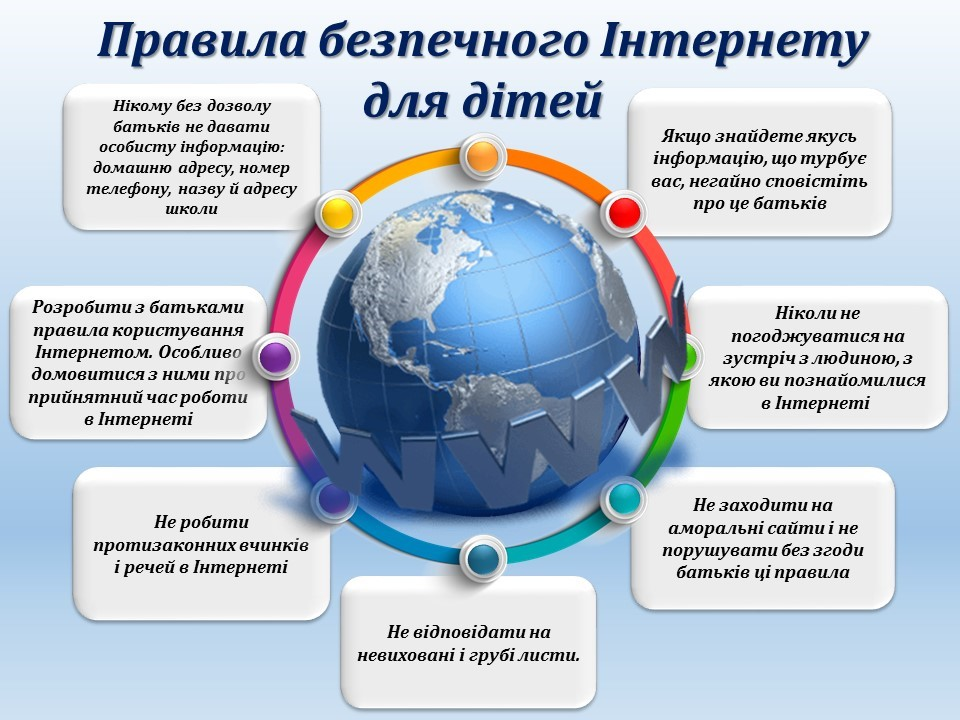 Правила безпечного Інтернету
для дітей
Нікому без дозволу
батьків не давати
особисту інформацію:
домашню адресу, номер
телефону, назву й адресу
школи
Якщо знайдете якусь
інформацію, що турбує
вас, негайно сповістіть
про це батьків
Розробити з батьками
правила користування
Інтернетом. Особливо
домовитися з ними про
прийнятний час роботи
в Інтернеті
Ніколи не
погоджуватися на
зустріч з людиною, з
якою ви познайомилися
в Інтернеті
Не робити
протизаконних вчинків
і речей в Інтернеті
Не заходити на
аморальні сайти і не
порушувати без згоди
батьків ці правила
Не відповідати на
невиховані і грубі листи.
WWW